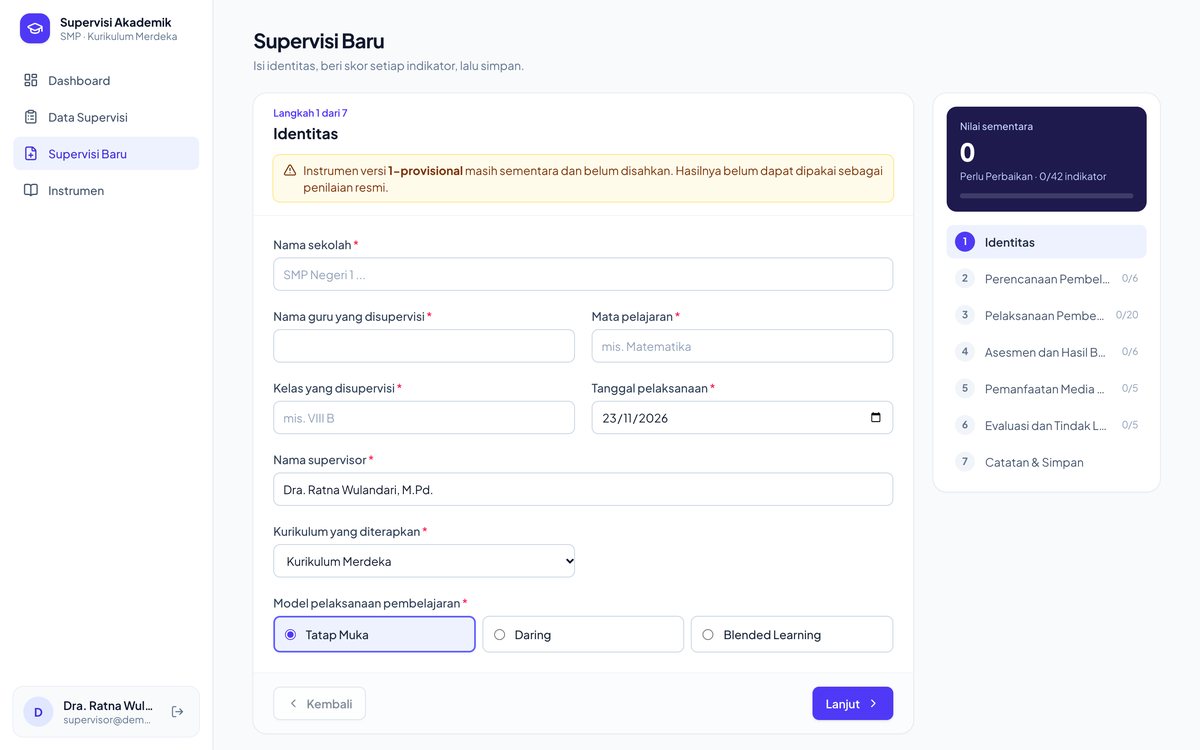 Supervisi Akademik
SMP · Kurikulum Merdeka
Dashboard
Data Supervisi
Supervisi Baru
Instrumen
Dra. Ratna Wul...
supervisor@dem...
D
Supervisi Baru
Isi identitas, beri skor setiap indikator, lalu simpan.
Langkah 1 dari 7
Identitas
Instrumen versi 1-provisional masih sementara dan belum disahkan. Hasilnya belum dapat dipakai sebagai
penilaian resmi.
Nama sekolah *
SMP Negeri 1 ...
Nama guru yang disupervisi *
Mata pelajaran *
mis. Matematika
Kelas yang disupervisi *
mis. VIII B
Tanggal pelaksanaan *
23/11/2026
Nama supervisor *
Dra. Ratna Wulandari, M.Pd.
Kurikulum yang diterapkan *
Kurikulum Merdeka
Model pelaksanaan pembelajaran *
Tatap Muka
Daring
Blended Learning
Kembali
Lanjut
Nilai sementara
0
Perlu Perbaikan · 0/42 indikator
1 Identitas
2 Perencanaan Pembel... 0/6
3 Pelaksanaan Pembe... 0/20
4 Asesmen dan Hasil B... 0/6
5 Pemanfaatan Media ... 0/5
6 Evaluasi dan Tindak L... 0/5
7 Catatan & Simpan